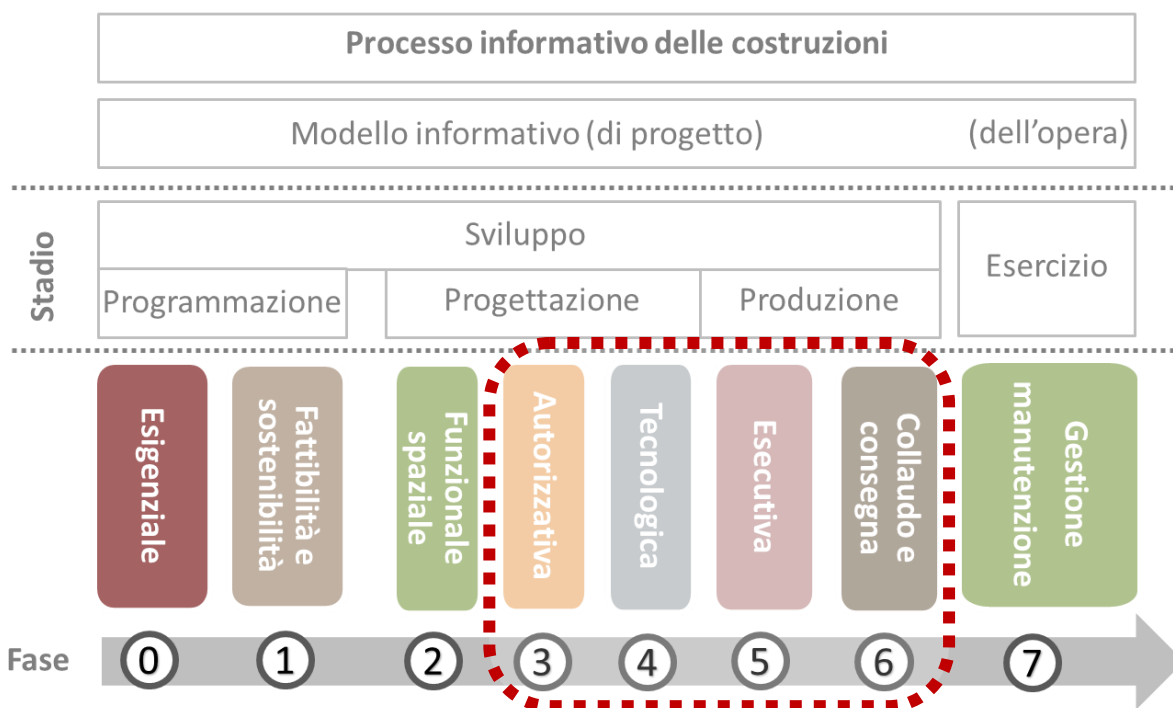 Processo informativo delle costruzioni
Modello informativo (di progetto) (dell'opera)
Stadio
Sviluppo
Esercizio
Programmazione
Progettazione
Produzione
Esigenziale
Fattibilità e
sostenibilità
Funzionale
spaziale
Autorizzativa
Tecnologica
Esecutiva
Collaudo e
consegna
Gestione
manutenzione
Fase 0 1 2 3 4 5 6 7